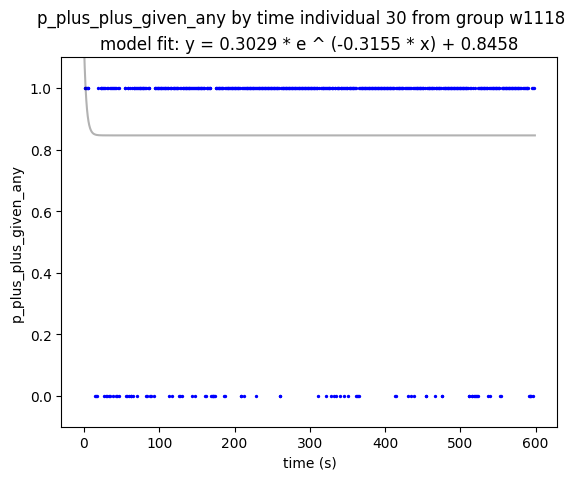 p_plus_plus_given_any by time individual 30 from group w1118
model fit: y = 0.3029 * e ^ (-0.3155 * x) + 0.8458
1.0
0.8
0.6
0.4
0.2
0.0
p_plus_plus_given_any
0 100 200 300 400 500 600
time (s)